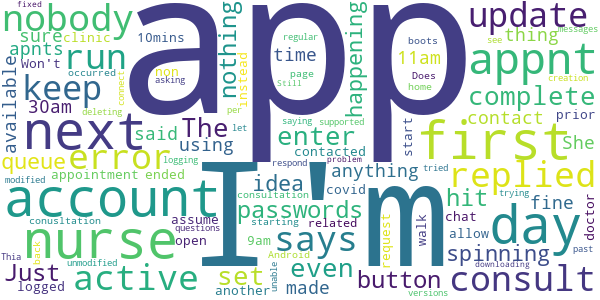 nobody
app
update
fixed
regular
boots
see
messages
sure
clinic
10mins
nothing
happening
time
page
11am
Does
thing
apnts
run
non
asking
Still
home
creation
appnt
Won't
occurred
connect
instead
available
keep
deleting
The
per
let
saying
supported
start
complete
30am
said
using
enter
contacted
contact
prior
next
logging
respond
problem
tried
first
She
queue
error
anything
replied
appointment
ended
I'm
idea
covid
chat
allow
trying
modified
conusltation
consultation
hit
fine
account
passwords
request
walk
day
doctor
assume
starting
related
questions
open
9am
says
spinning
past
nurse
Android
button
back
Thia
unmodified
set
even
downloading
Just
active
another
unable
made
consult
logged
versions